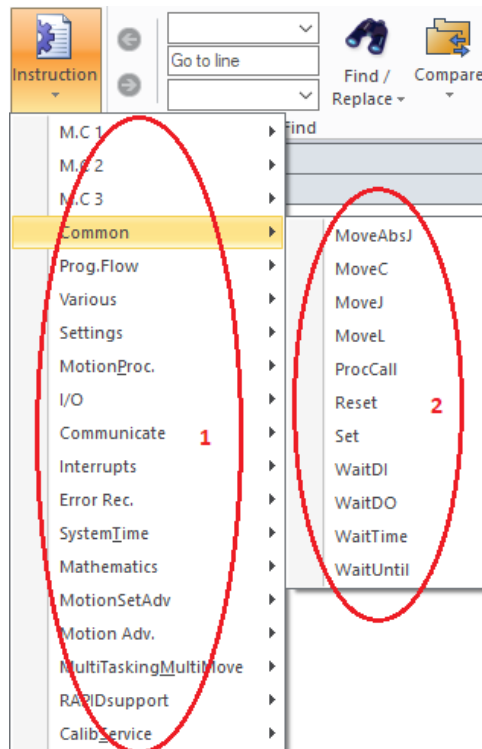 Instruction
Go to line
Find /
Replace
Compare
Find
M.C 1
M.C 2
M.C 3
Common
Prog.Flow
Various
Settings
MotionProc.
I/O
Communicate
1
Interrupts
Error Rec.
SystemTime
Mathematics
MotionSetAdv
Motion Adv.
MultiTaskingMultiMove
RAPIDsupport
CalibService
MoveAbsJ
MoveC
MoveJ
MoveL
ProcCall
Reset
2
Set
WaitDI
WaitDO
WaitTime
WaitUntil